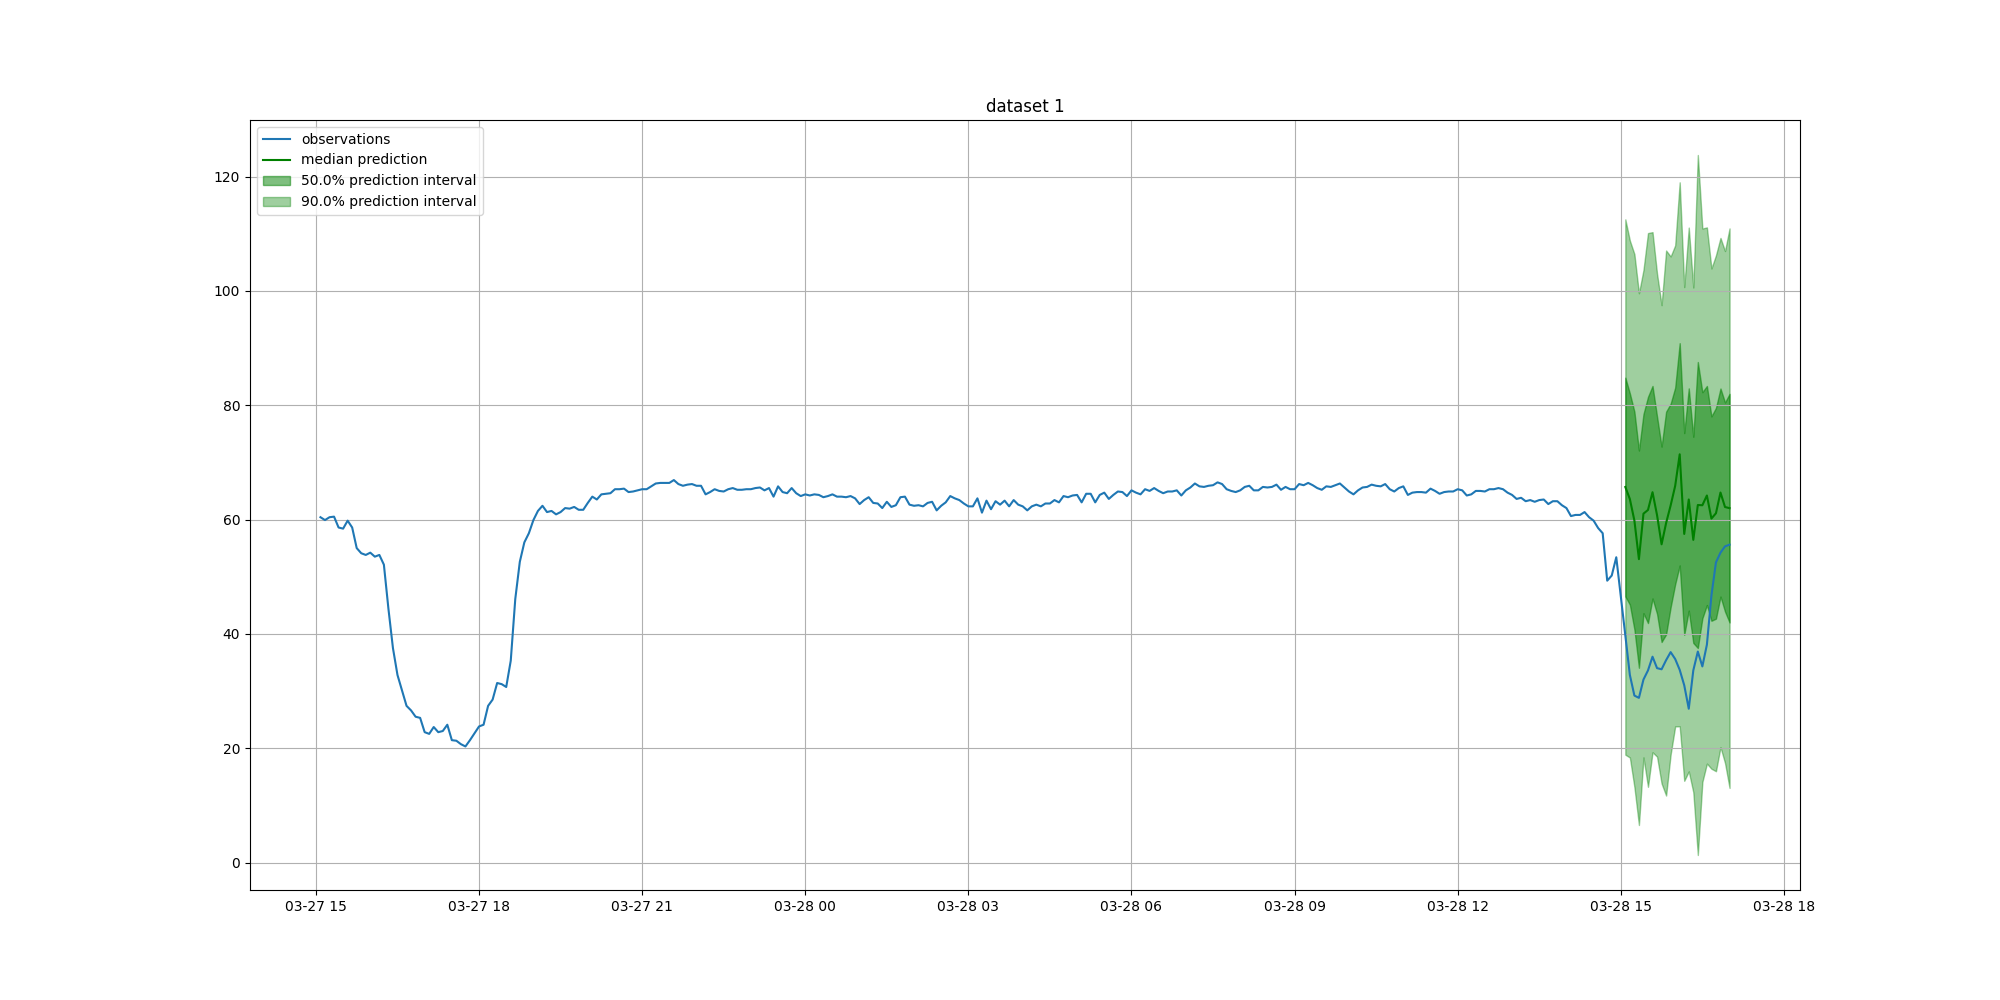 dataset 1
observations
median prediction
50.0% prediction interval
90.0% prediction interval
120
100
80
60
40
20
0
03-27 15 03-27 18 03-27 21 03-28 00 03-28 03 03-28 06 03-28 09 03-28 12 03-28 15 03-28 18